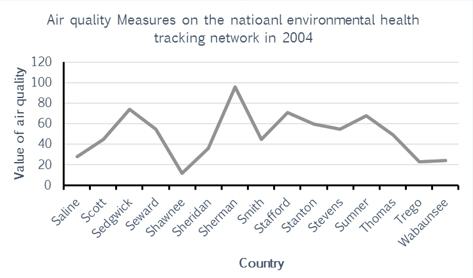 Air quality Measures on the natioanl environmental health
tracking network in 2004
Value of air quality
120
100
80
60
40
20
0
Saline
Scott
Sedgwick
Seward
Shawnee
Sheridan
Sherman
Smith
Stafford
Stanton
Stevens
Sumner
Thomas
Trego
Wabaunsee
Country